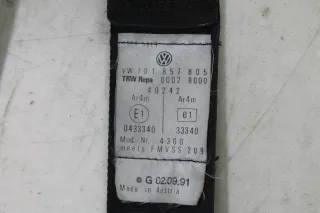 VW 701 857 805
TRW Repa 0002 8000
40242
Ar4m Ar4m
E1 e1
0433340 33340
Mod. Nr. 4360
meets FMVSS 209
G 02.09.91
Made in Austria